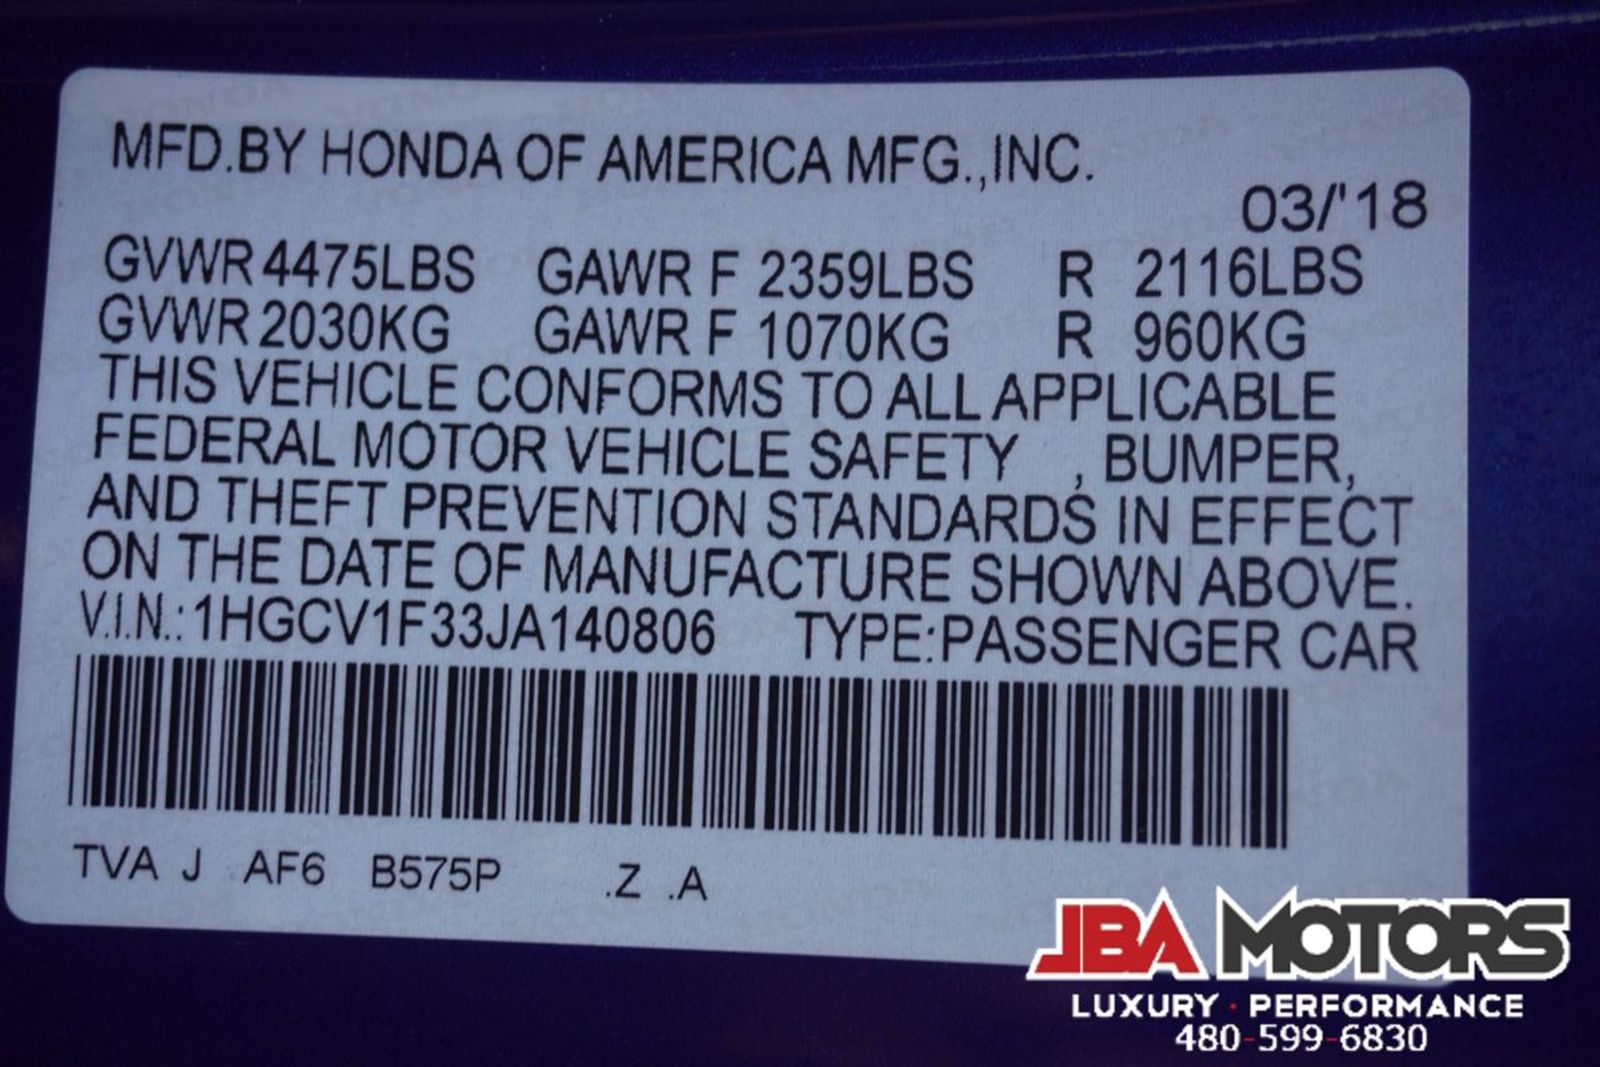 MFD.BY HONDA OF AMERICA MFG.,INC.
03/'18
GVWR 4475LBS GAWR F 2359LBS R 2116LBS
GVWR 2030KG GAWR F 1070KG R 960KG
THIS VEHICLE CONFORMS TO ALL APPLICABLE
FEDERAL MOTOR VEHICLE SAFETY , BUMPER,
AND THEFT PREVENTION STANDARDS IN EFFECT
ON THE DATE OF MANUFACTURE SHOWN ABOVE.
V.I.N.: 1HGCV1F33JA140806 TYPE:PASSENGER CAR
TVA J AF6 B575P .Z .A
JBA MOTORS
LUXURY · PERFORMANCE
480-599-6830